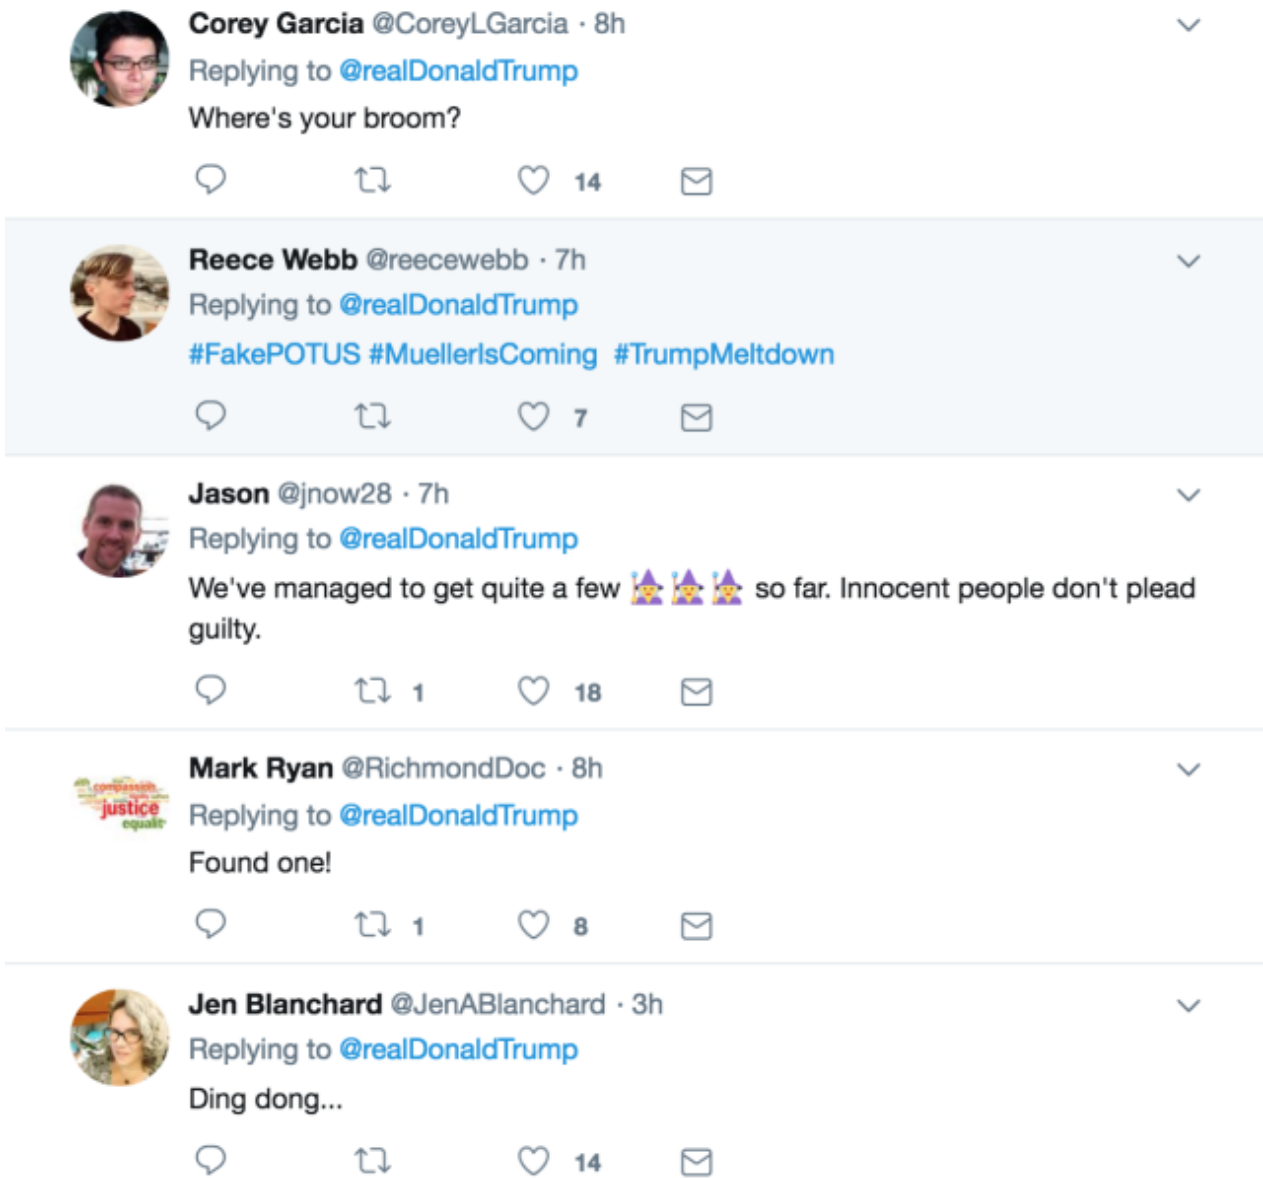 Corey Garcia @CoreyLGarcia · 8h
Replying to @realDonaldTrump
Where's your broom?
14
Reece Webb @reecewebb · 7h
Replying to @realDonaldTrump
#FakePOTUS #MuellerIsComing #TrumpMeltdown
7
Jason @jnow28 · 7h
Replying to @realDonaldTrump
We've managed to get quite a few 🧙‍♀️🧙‍♀️🧙‍♀️ so far. Innocent people don't plead
guilty.
1 18
Mark Ryan @RichmondDoc · 8h
compassion
justice
equality
Replying to @realDonaldTrump
Found one!
1 8
Jen Blanchard @JenABlanchard · 3h
Replying to @realDonaldTrump
Ding dong...
14